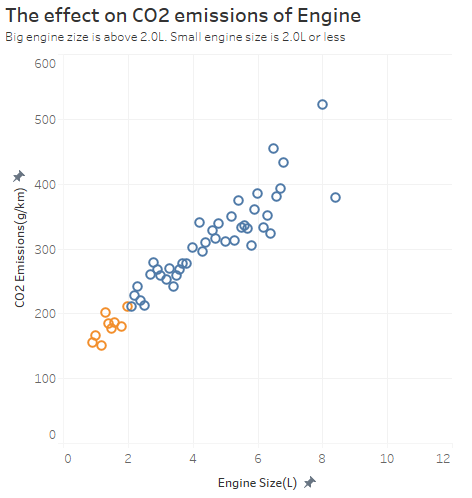 The effect on CO2 emissions of Engine
Big engine zize is above 2.0L. Small engine size is 2.0L or less
600
500
400
300
200
100
0
CO2 Emissions(g/km)
0 2 4 6 8 10 12
Engine Size(L)